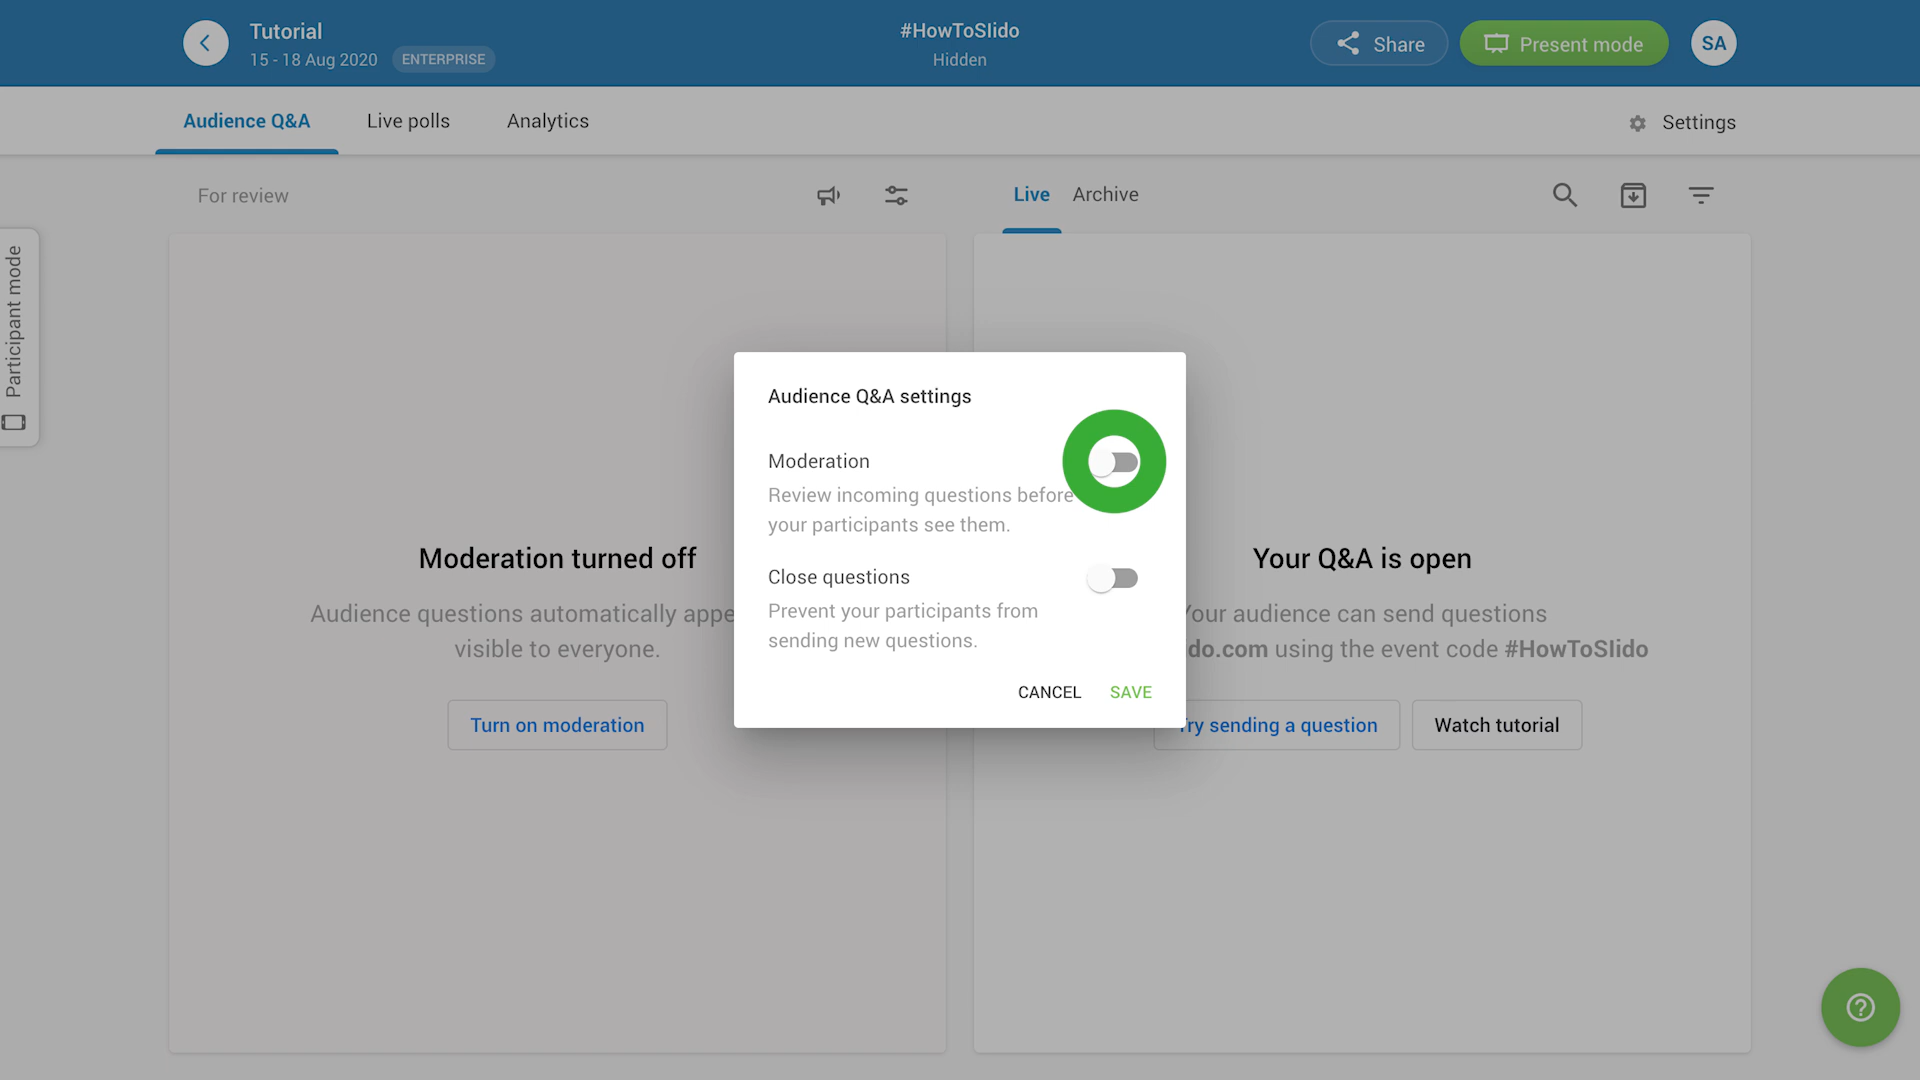 Tutorial
15 - 18 Aug 2020 ENTERPRISE
#HowToSlido
Hidden
Share
Present mode
SA
Audience Q&A
Live polls
Analytics
Settings
Participant mode
For review
Live
Archive
Moderation turned off
Audience questions automatically appe
visible to everyone.
Turn on moderation
Audience Q&A settings
Moderation
Review incoming questions before
your participants see them.
Close questions
Prevent your participants from
sending new questions.
CANCEL
SAVE
Your Q&A is open
Your audience can send questions
do.com using the event code #HowToSlido
Try sending a question
Watch tutorial